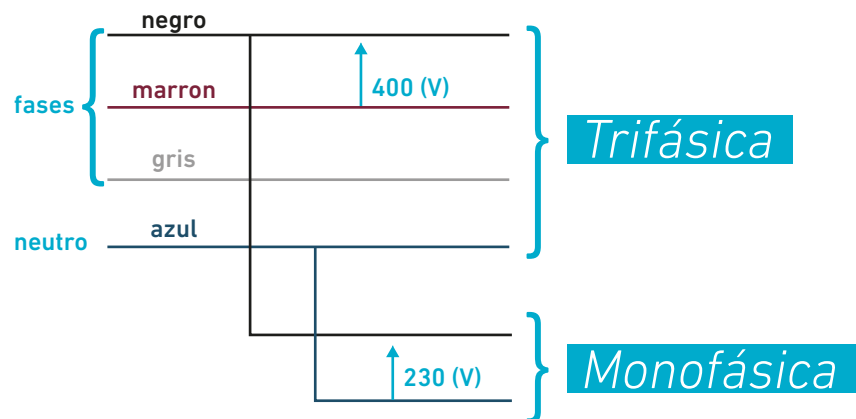 negro
400 (V)
marron
fases
Trifásica
gris
azul
neutro
230 (V)
Monofásica